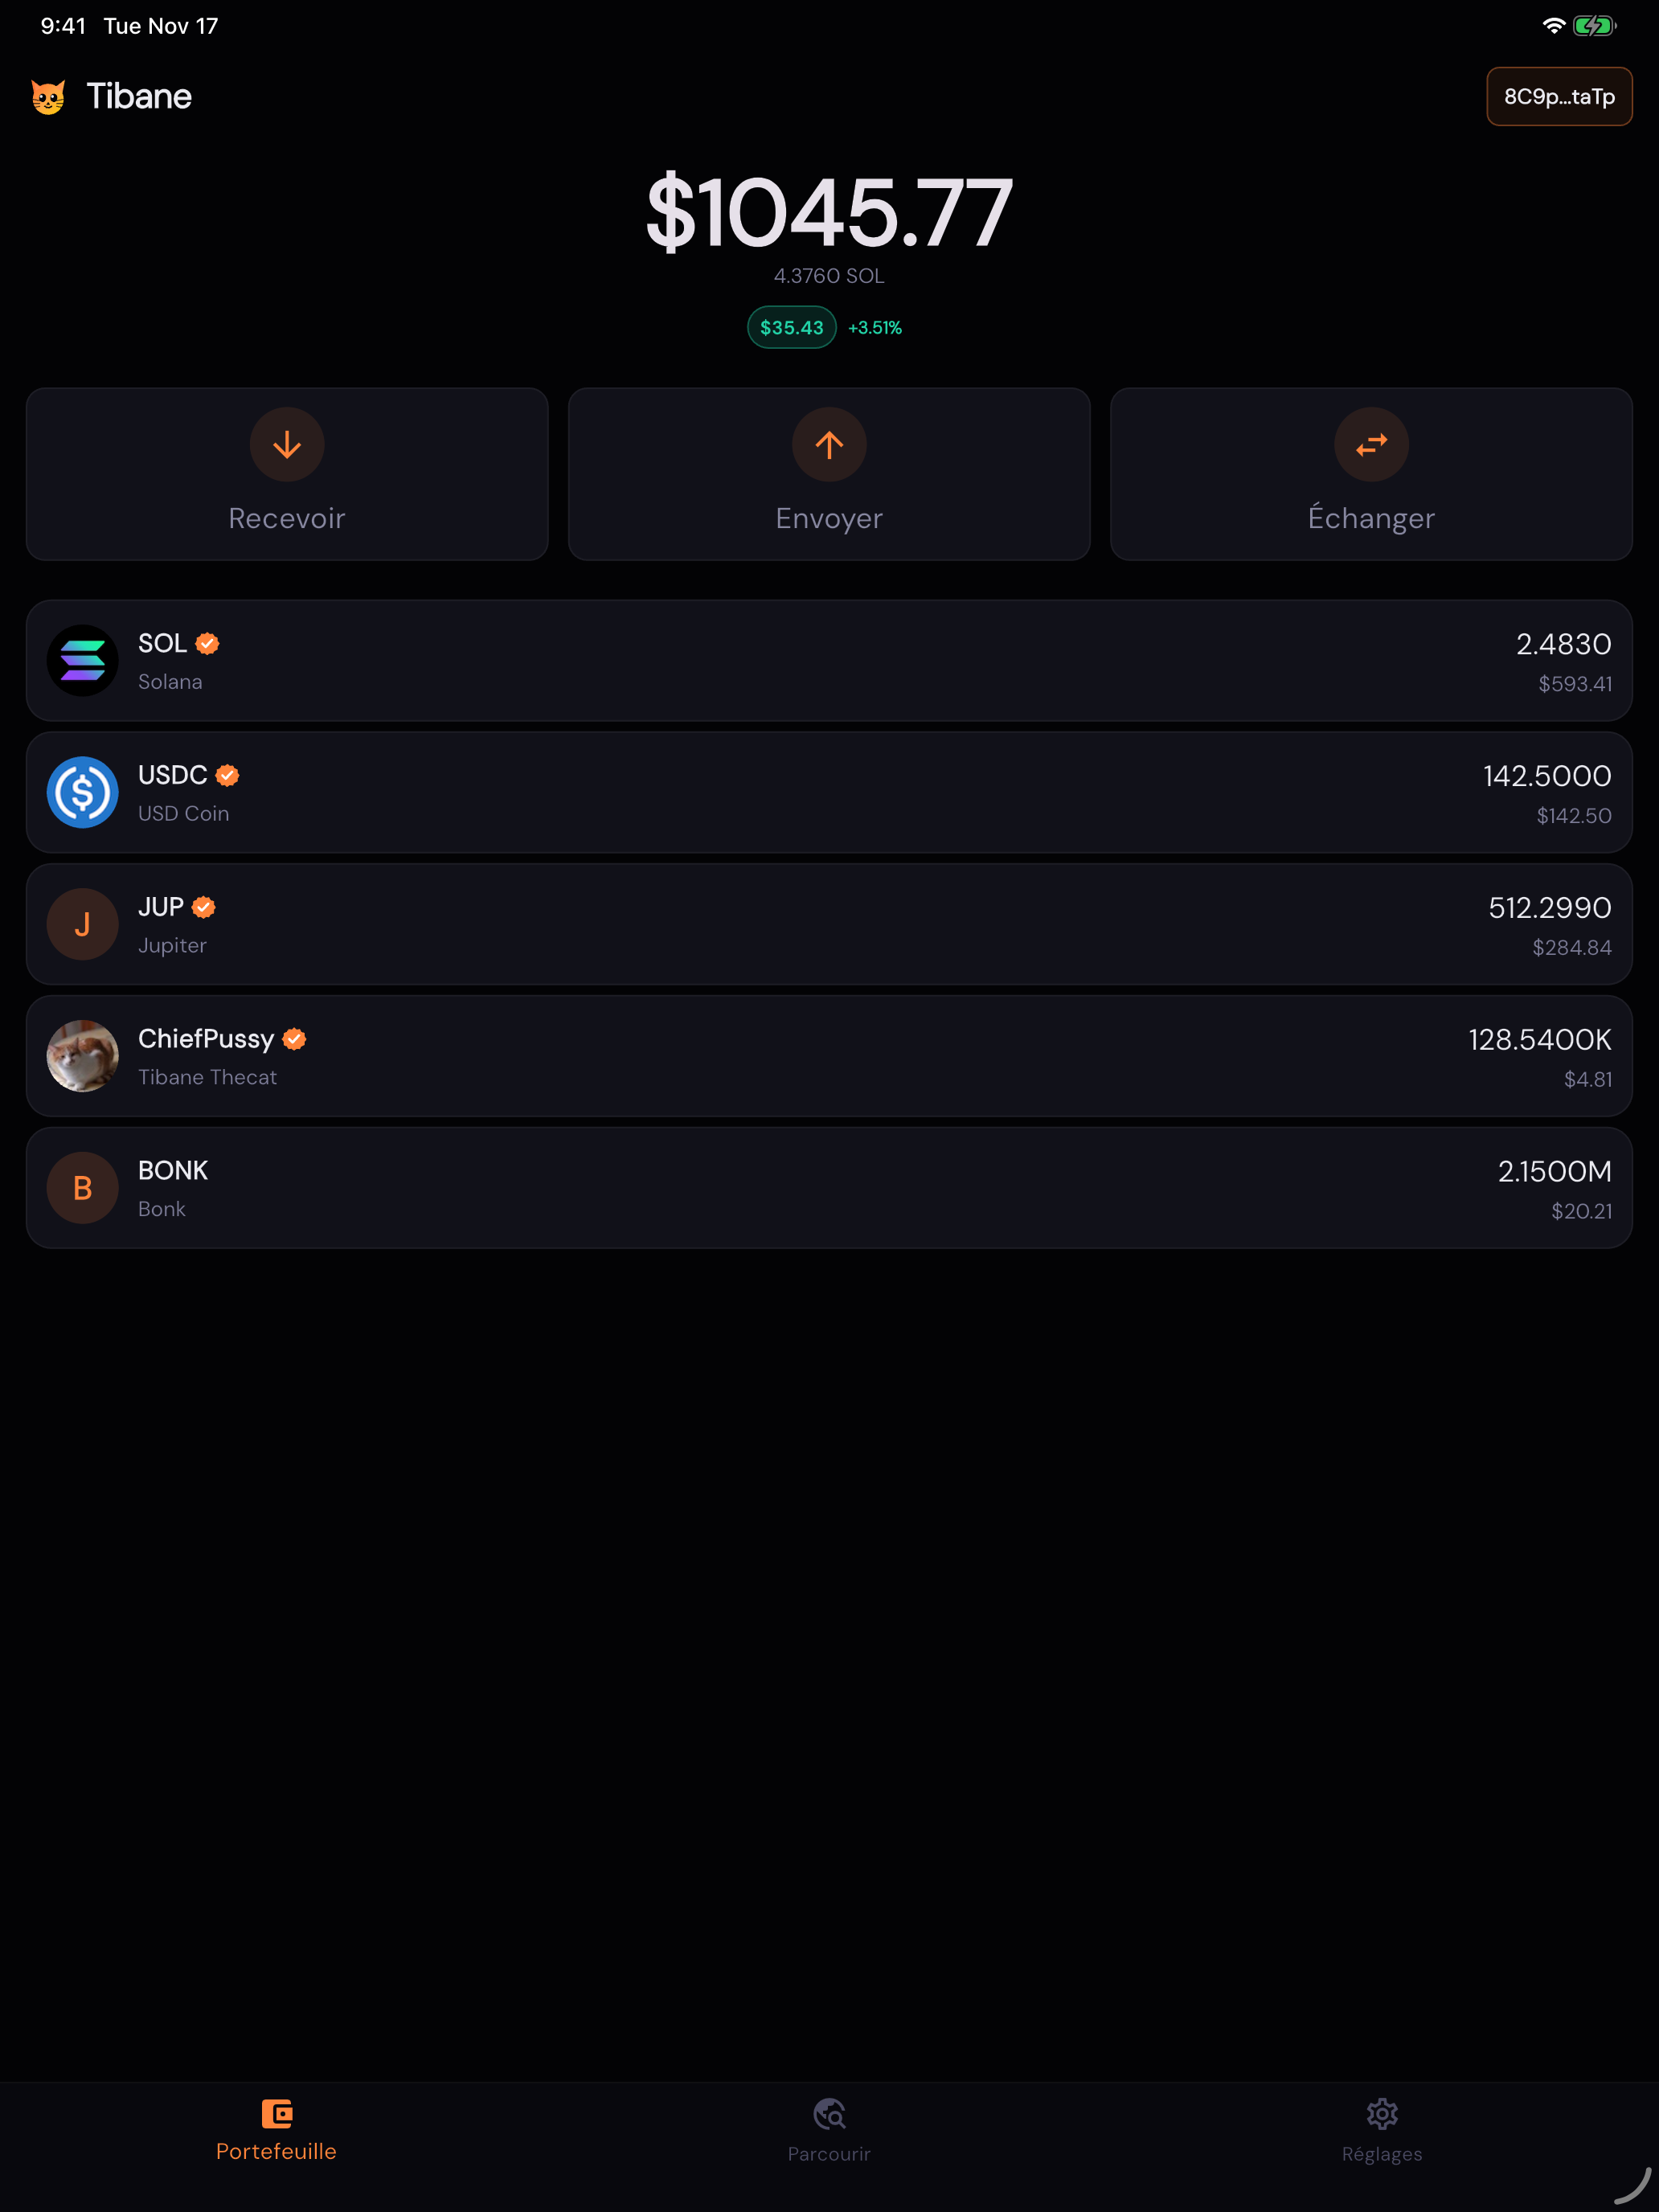 9:41 Tue Nov 17
Tibane
8C9p...taTp
$1045.77
4.3760 SOL
$35.43 +3.51%
Recevoir
Envoyer
Échanger
SOL
Solana
2.4830
$593.41
USDC
USD Coin
142.5000
$142.50
J
JUP
Jupiter
512.2990
$284.84
ChiefPussy
Tibane Thecat
128.5400K
$4.81
B
BONK
Bonk
2.1500M
$20.21
Portefeuille
Parcourir
Réglages